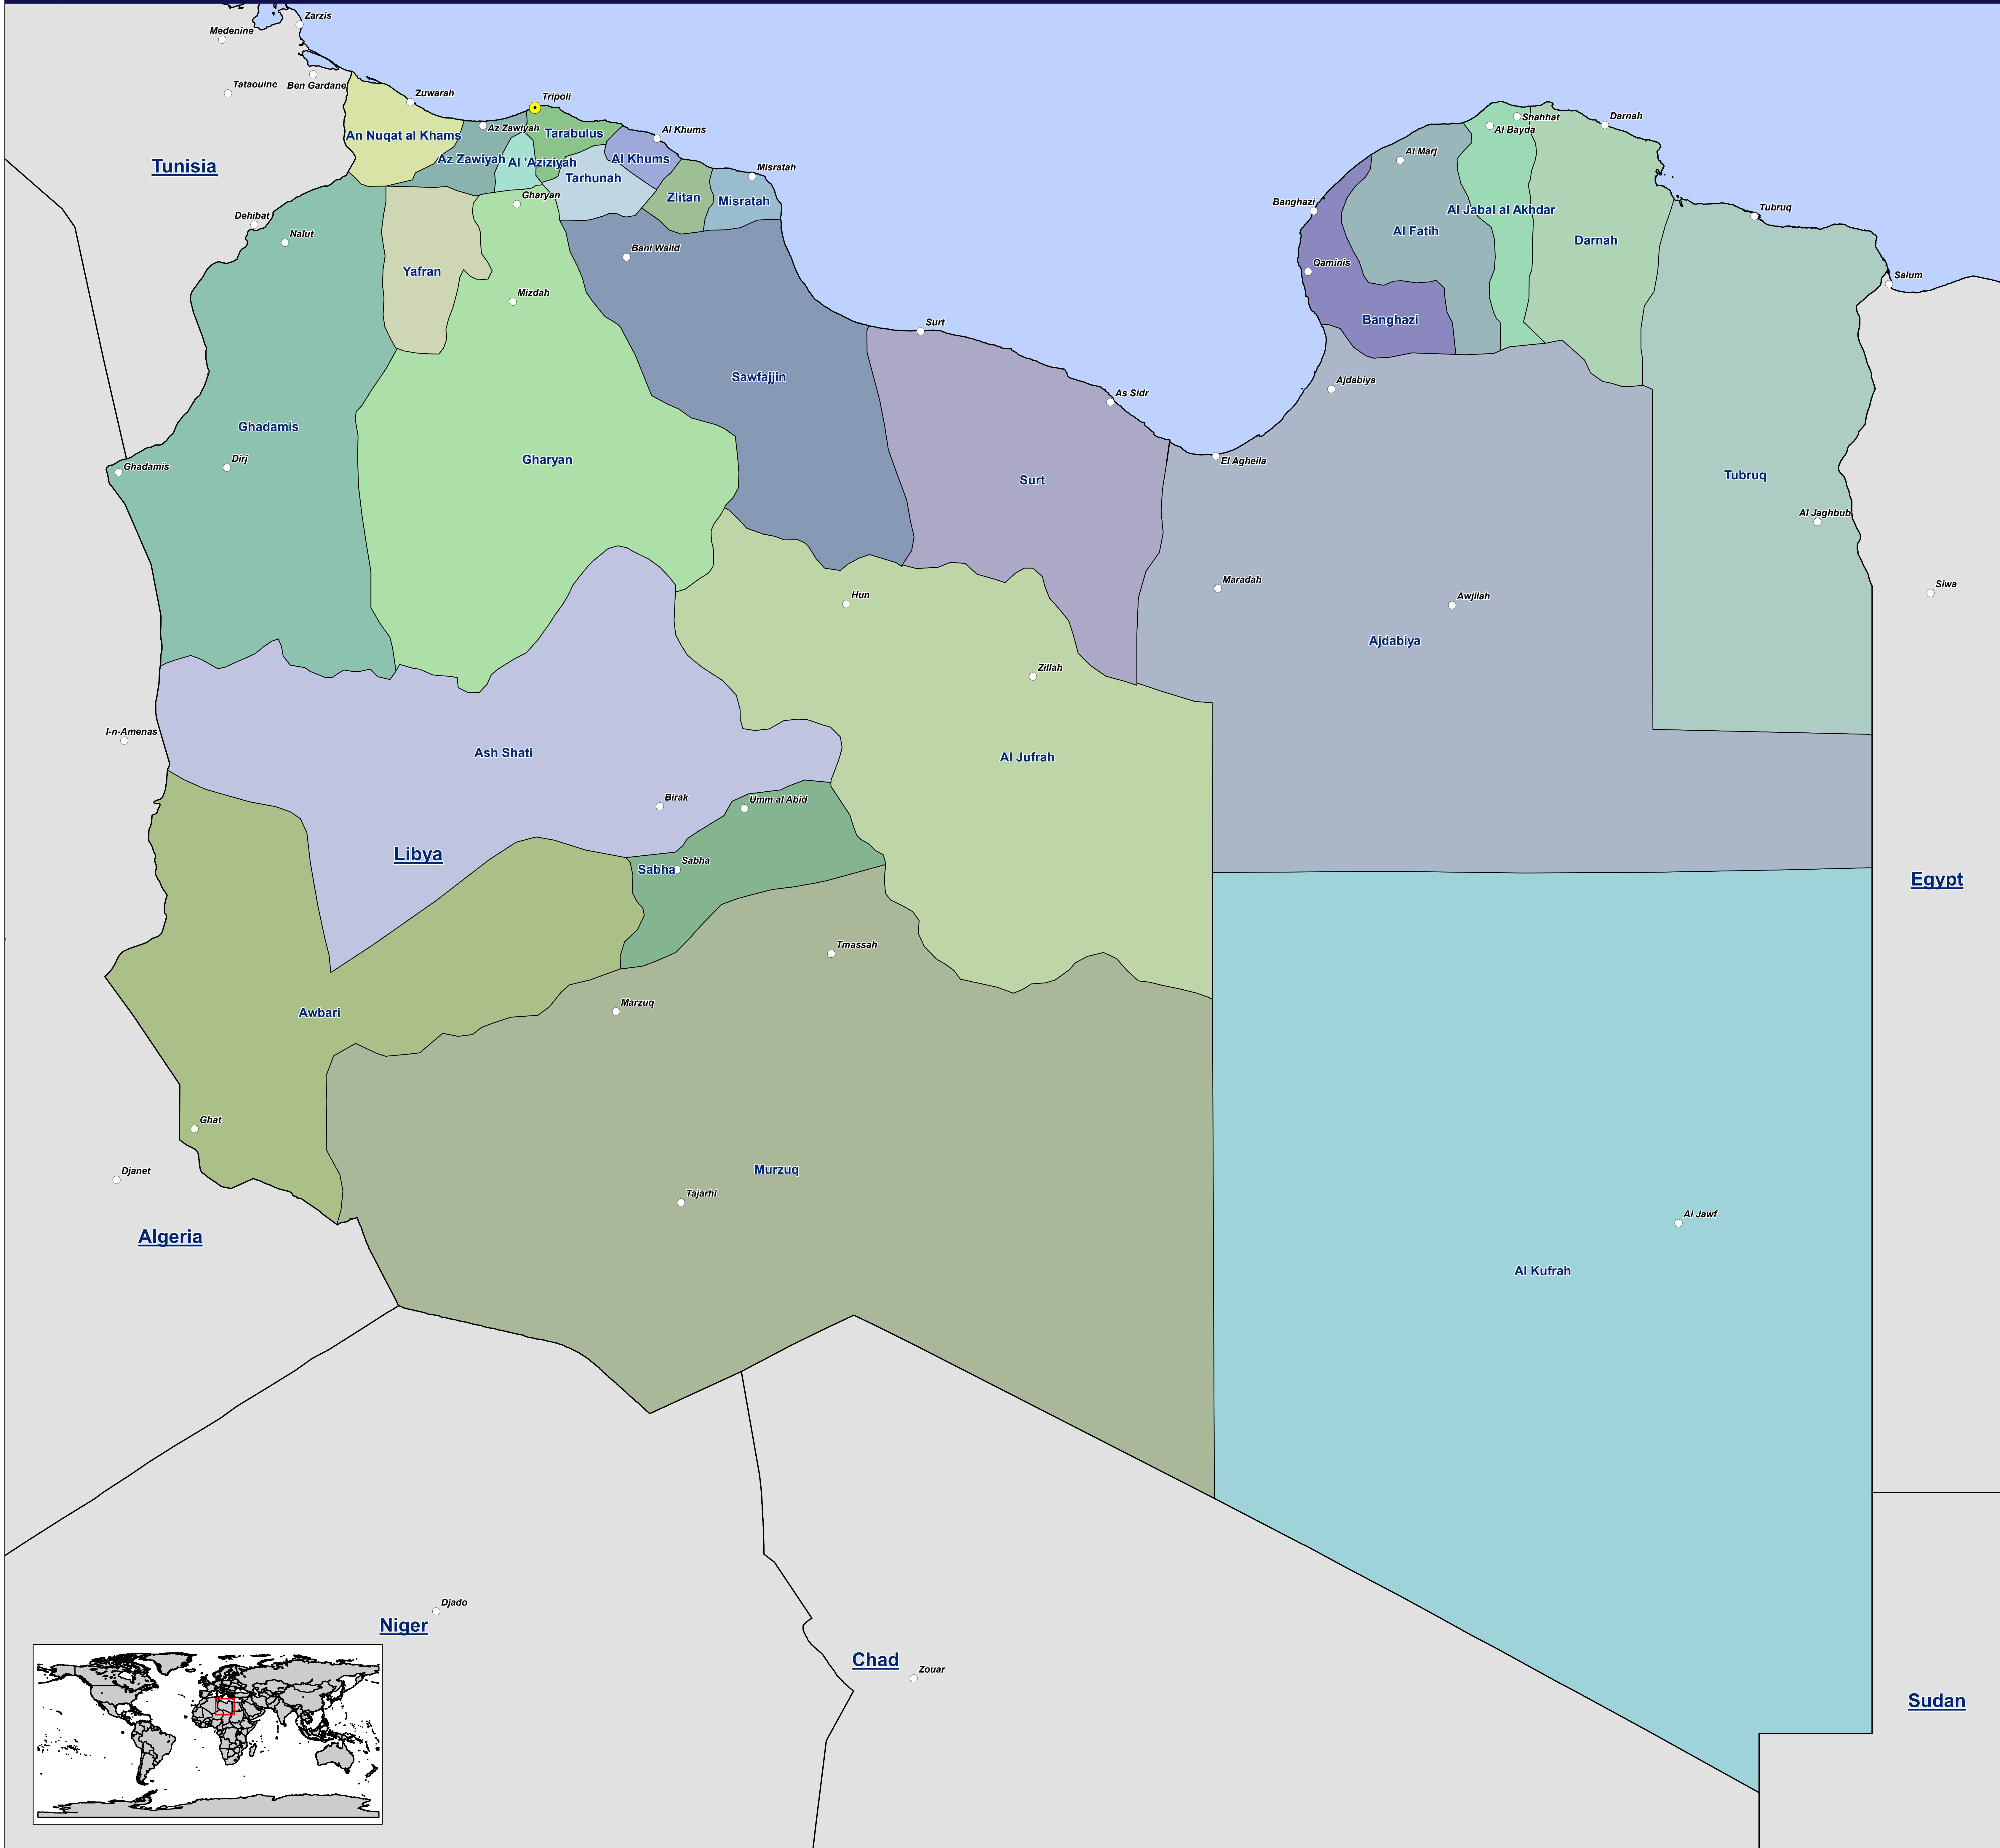 Zarzis
Medenine
Tataouine
Ben Gardane
Zuwarah
Tripoli
Az Zawiyah
Tarabulus
Al Khums
An Nuqat al Khams
Az Zawiyah
Al 'Aziziyah
Al Khums
Tunisia
Tarhunah
Misratah
Gharyan
Zlitan
Misratah
Dehibat
Nalut
Bani Walid
Yafran
Mizdah
Shahhat
Darnah
Al Bayda
Al Marj
Banghazi
Al Jabal al Akhdar
Tubruq
Al Fatih
Darnah
Qaminis
Salum
Banghazi
Surt
Sawfajjin
Ajdabiya
As Sidr
Ghadamis
Gharyan
Dirj
Ghadamis
El Agheila
Surt
Tubruq
Al Jaghbub
Maradah
Siwa
Hun
Awjilah
Ajdabiya
Zillah
I-n-Amenas
Ash Shati
Al Jufrah
Birak
Umm al Abid
Libya
Sabha
Sabha
Egypt
Tmassah
Marzuq
Awbari
Ghat
Djanet
Murzuq
Tajarhi
Al Jawf
Algeria
Al Kufrah
Djado
Niger
Chad
Zouar
Sudan